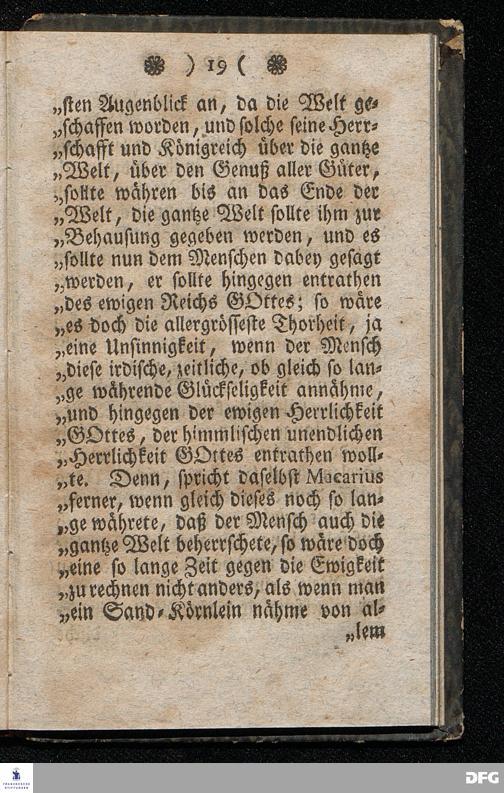 ) 19 (
„sten Augenblick an, da die Welt ge-
„schaffen worden, und solche seine Herr-
„schafft und Königreich über die gantze
„Welt, über den Genuß aller Güter,
„sollte währen bis an das Ende der
„Welt, die gantze Welt sollte ihm zur
„Behausung gegeben werden, und es
„sollte nun dem Menschen dabey gesagt
„werden, er sollte hingegen entrathen
„des ewigen Reichs GOttes; so wäre
„es doch die allergrösseste Thorheit, ja
„eine Unsinnigkeit, wenn der Mensch
„diese irdische, zeitliche, ob gleich so lan-
„ge währende Glückseligkeit annähme,
„und hingegen der ewigen Herrlichkeit
„GOttes, der himmlischen unendlichen
„Herrlichkeit GOttes entrathen woll-
„te. Denn, spricht daselbst Macarius
„ferner, wenn gleich dieses noch so lan-
„ge währete, daß der Mensch auch die
„gantze Welt beherrschete, so wäre doch
„eine so lange Zeit gegen die Ewigkeit
„zu rechnen nicht anders, als wenn man
„ein Sand-Körnlein nähme von al-
„lem
FRANCKESCHE
STIFTUNGEN
DFG